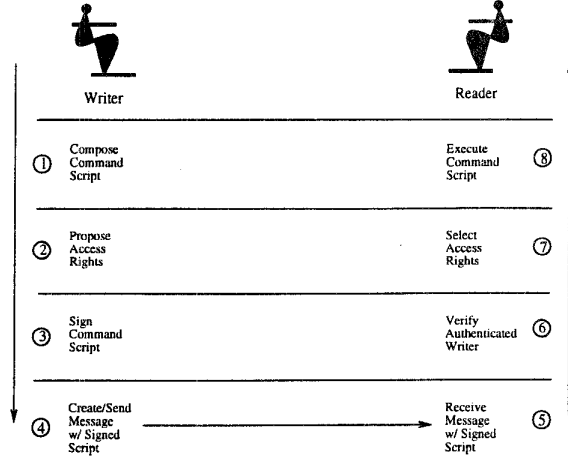 Writer
Reader
1
Compose
Command
Script
Execute
Command
Script
8
2
Propose
Access
Rights
Select
Access
Rights
7
3
Sign
Command
Script
Verify
Authenticated
Writer
6
4
Create/Send
Message
w/ Signed
Script
Receive
Message
w/ Signed
Script
5